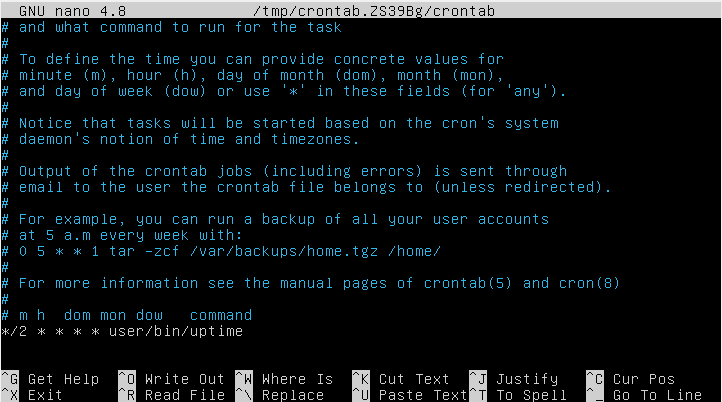 GNU nano 4.8 /tmp/crontab.ZS39Bg/crontab
# and what command to run for the task
#
# To define the time you can provide concrete values for
# minute (m), hour (h), day of month (dom), month (mon),
# and day of week (dow) or use '*' in these fields (for 'any').
#
# Notice that tasks will be started based on the cron's system
# daemon's notion of time and timezones.
#
# Output of the crontab jobs (including errors) is sent through
# email to the user the crontab file belongs to (unless redirected).
#
# For example, you can run a backup of all your user accounts
# at 5 a.m every week with:
# 0 5 * * 1 tar -zcf /var/backups/home.tgz /home/
#
# For more information see the manual pages of crontab(5) and cron(8)
#
# m h  dom mon dow   command
*/2 * * * * user/bin/uptime
^G Get Help ^O Write Out ^W Where Is ^K Cut Text ^J Justify ^C Cur Pos
^X Exit ^R Read File ^\ Replace ^U Paste Text ^T To Spell ^_ Go To Line